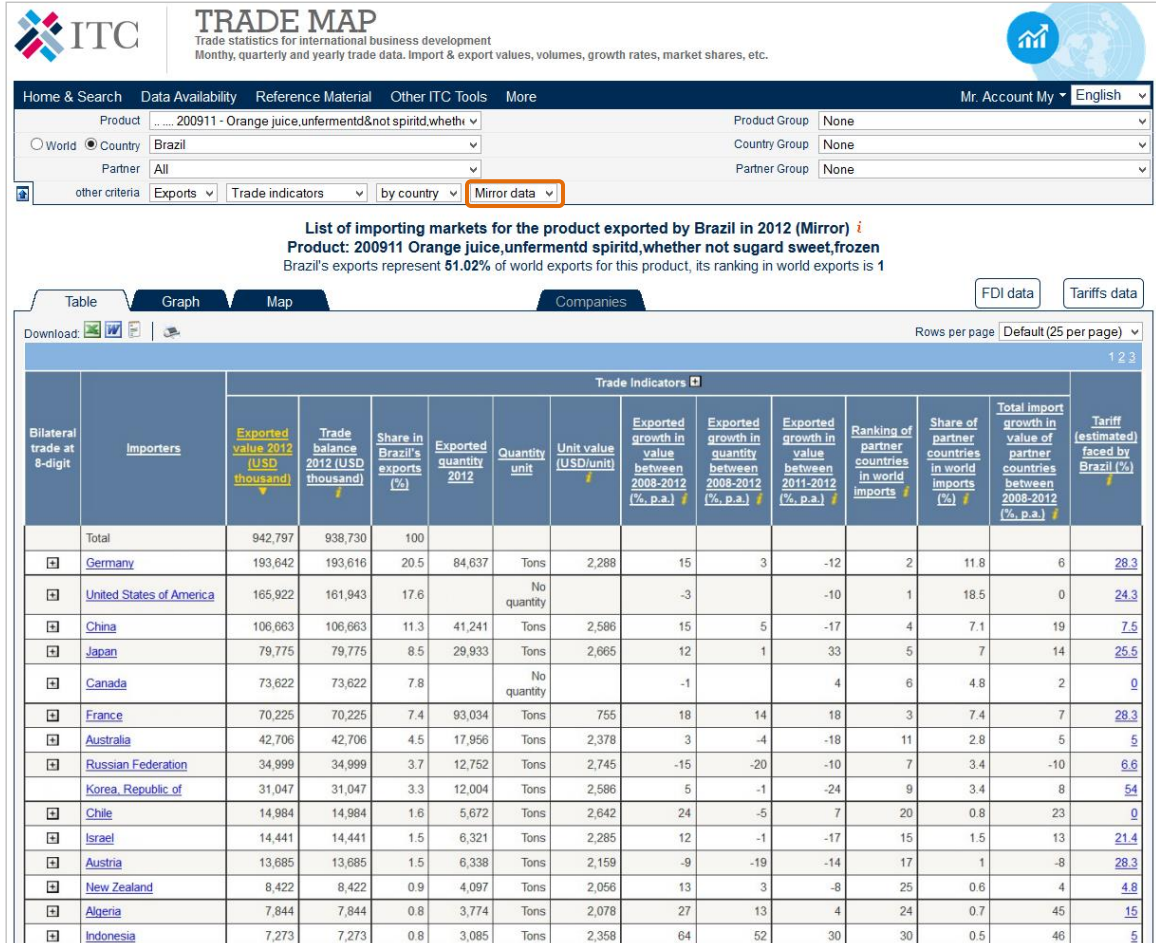 ITC
TRADE MAP
Trade statistics for international business development
Monthy, quarterly and yearly trade data. Import & export values, volumes, growth rates, market shares, etc.
Home & Search Data Availability Reference Material Other ITC Tools More Mr. Account My English
Product .. .... 200911 - Orange juice,unfermentd&not spiritd,whethe Product Group None
World Country Brazil Country Group None
Partner All Partner Group None
other criteria Exports Trade indicators by country Mirror data
List of importing markets for the product exported by Brazil in 2012 (Mirror) i
Product: 200911 Orange juice,unfermentd spiritd,whether not sugard sweet,frozen
Brazil's exports represent 51.02% of world exports for this product, its ranking in world exports is 1
FDI data Tariffs data
Table Graph Map Companies
Download: Rows per page Default (25 per page)
1 2 3
Trade Indicators
Bilateral trade at 8-digit Importers Exported value 2012 (USD thousand) Trade balance 2012 (USD thousand) i Share in Brazil's exports (%) Exported quantity 2012 Quantity unit Unit value (USD/unit) i Exported growth in value between 2008-2012 (%, p.a.) i Exported growth in quantity between 2008-2012 (%, p.a.) i Exported growth in value between 2011-2012 (%, p.a.) i Ranking of partner countries in world imports i Share of partner countries in world imports (%) i Total import growth in value of partner countries between 2008-2012 (%, p.a.) i Tariff (estimated) faced by Brazil (%) i
Total 942,797 938,730 100
Germany 193,642 193,616 20.5 84,637 Tons 2,288 15 3 -12 2 11.8 6 28.3
United States of America 165,922 161,943 17.6 No quantity -3 -10 1 18.5 0 24.3
China 106,663 106,663 11.3 41,241 Tons 2,586 15 5 -17 4 7.1 19 7.5
Japan 79,775 79,775 8.5 29,933 Tons 2,665 12 1 33 5 7 14 25.5
Canada 73,622 73,622 7.8 No quantity -1 4 6 4.8 2 0
France 70,225 70,225 7.4 93,034 Tons 755 18 14 18 3 7.4 7 28.3
Australia 42,706 42,706 4.5 17,956 Tons 2,378 3 -4 -18 11 2.8 5 5
Russian Federation 34,999 34,999 3.7 12,752 Tons 2,745 -15 -20 -10 7 3.4 -10 6.6
Korea, Republic of 31,047 31,047 3.3 12,004 Tons 2,586 5 -1 -24 9 3.4 8 54
Chile 14,984 14,984 1.6 5,672 Tons 2,642 24 -5 7 20 0.8 23 0
Israel 14,441 14,441 1.5 6,321 Tons 2,285 12 -1 -17 15 1.5 13 21.4
Austria 13,685 13,685 1.5 6,338 Tons 2,159 -9 -19 -14 17 1 -8 28.3
New Zealand 8,422 8,422 0.9 4,097 Tons 2,056 13 3 -8 25 0.6 4 4.8
Algeria 7,844 7,844 0.8 3,774 Tons 2,078 27 13 4 24 0.7 45 15
Indonesia 7,273 7,273 0.8 3,085 Tons 2,358 64 52 30 30 0.5 46 5